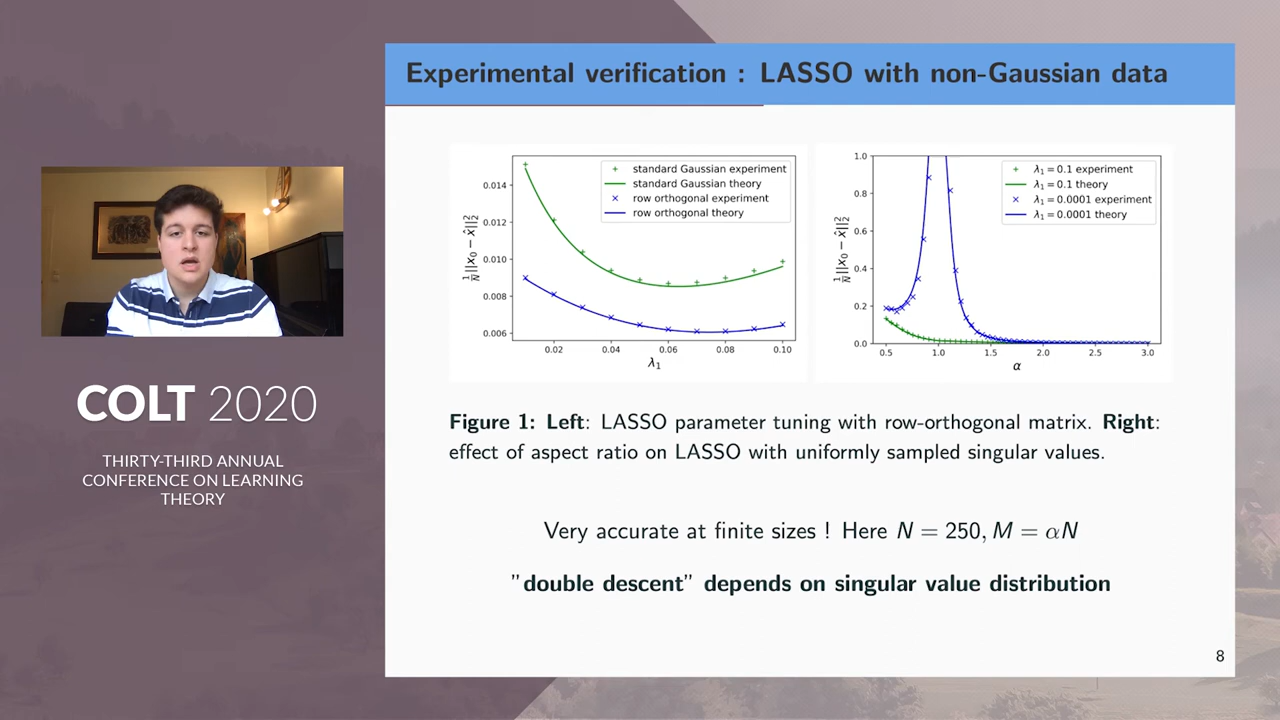 Experimental verification : LASSO with non-Gaussian data
1/N ||x₀ − x̂||₂²
0.014
0.012
0.010
0.008
0.006
0.02 0.04 0.06 0.08 0.10
λ₁
standard Gaussian experiment
standard Gaussian theory
row orthogonal experiment
row orthogonal theory
1/N ||x₀ − x̂||₂²
1.0
0.8
0.6
0.4
0.2
0.0
0.5 1.0 1.5 2.0 2.5 3.0
α
λ₁ = 0.1 experiment
λ₁ = 0.1 theory
λ₁ = 0.0001 experiment
λ₁ = 0.0001 theory
Figure 1: Left: LASSO parameter tuning with row-orthogonal matrix. Right:
effect of aspect ratio on LASSO with uniformly sampled singular values.
Very accurate at finite sizes ! Here N = 250, M = αN
”double descent” depends on singular value distribution
8
COLT 2020
THIRTY-THIRD ANNUAL
CONFERENCE ON LEARNING
THEORY